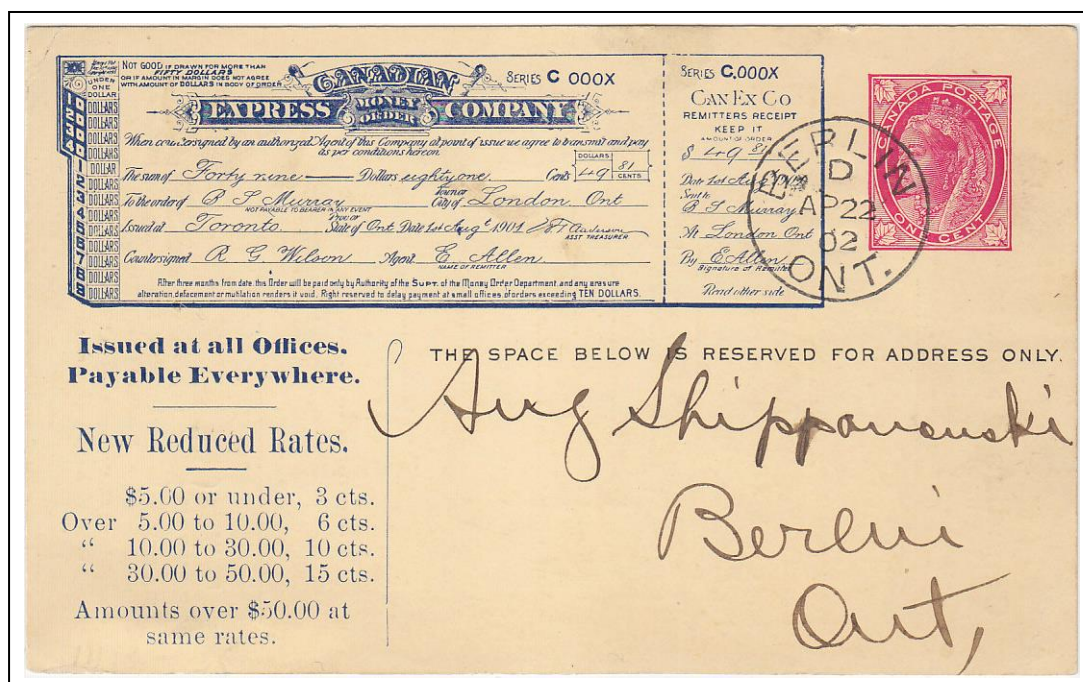 NOT GOOD IF DRAWN FOR MORE THAN
FIFTY DOLLARS
OR IF AMOUNT IN MARGIN DOES NOT AGREE
WITH AMOUNT OF DOLLARS IN BODY OF ORDER
CANADIAN
SERIES C 000X
EXPRESS MONEY ORDER COMPANY
When countersigned by an authorized Agent of this Company at point of issue we agree to transmit and pay
as per conditions hereon
DOLLARS
The sum of Forty nine Dollars eighty one Cents 49 81 CENTS
To the order of B T Murray Town or City of London, Ont
NOT PAYABLE TO BEARER IN ANY EVENT
Issued at Toronto. Prov or State of Ont Date 1st Augt 1901
ASST TREASURER
Countersigned R. G. Wilson Agent E. Allen
NAME OF REMITTER
After three months from date, this Order will be paid only by Authority of the SUPT. of the Money Order Department, and any erasure
alteration, defacement or mutilation renders it void. Right reserved to delay payment at small offices of orders exceeding TEN DOLLARS.
UNDER
ONE
DOLLAR
DOLLARS
SERIES C.000X
CAN EX CO
REMITTERS RECEIPT
KEEP IT
AMOUNT OF ORDER
$ 49 81
Date 1st
Sent to
B T Murray
At London Ont
By E. Allen
Signature of Remitter
Read other side
CANADA POSTAGE
ONE CENT
BERLIN
D
AP 22
02
ONT.
Issued at all Offices.
Payable Everywhere.
New Reduced Rates.
$5.00 or under, 3 cts.
Over 5.00 to 10.00, 6 cts.
“ 10.00 to 30.00, 10 cts.
“ 30.00 to 50.00, 15 cts.
Amounts over $50.00 at
same rates.
THE SPACE BELOW IS RESERVED FOR ADDRESS ONLY.
Aug
Berlin
Ont,